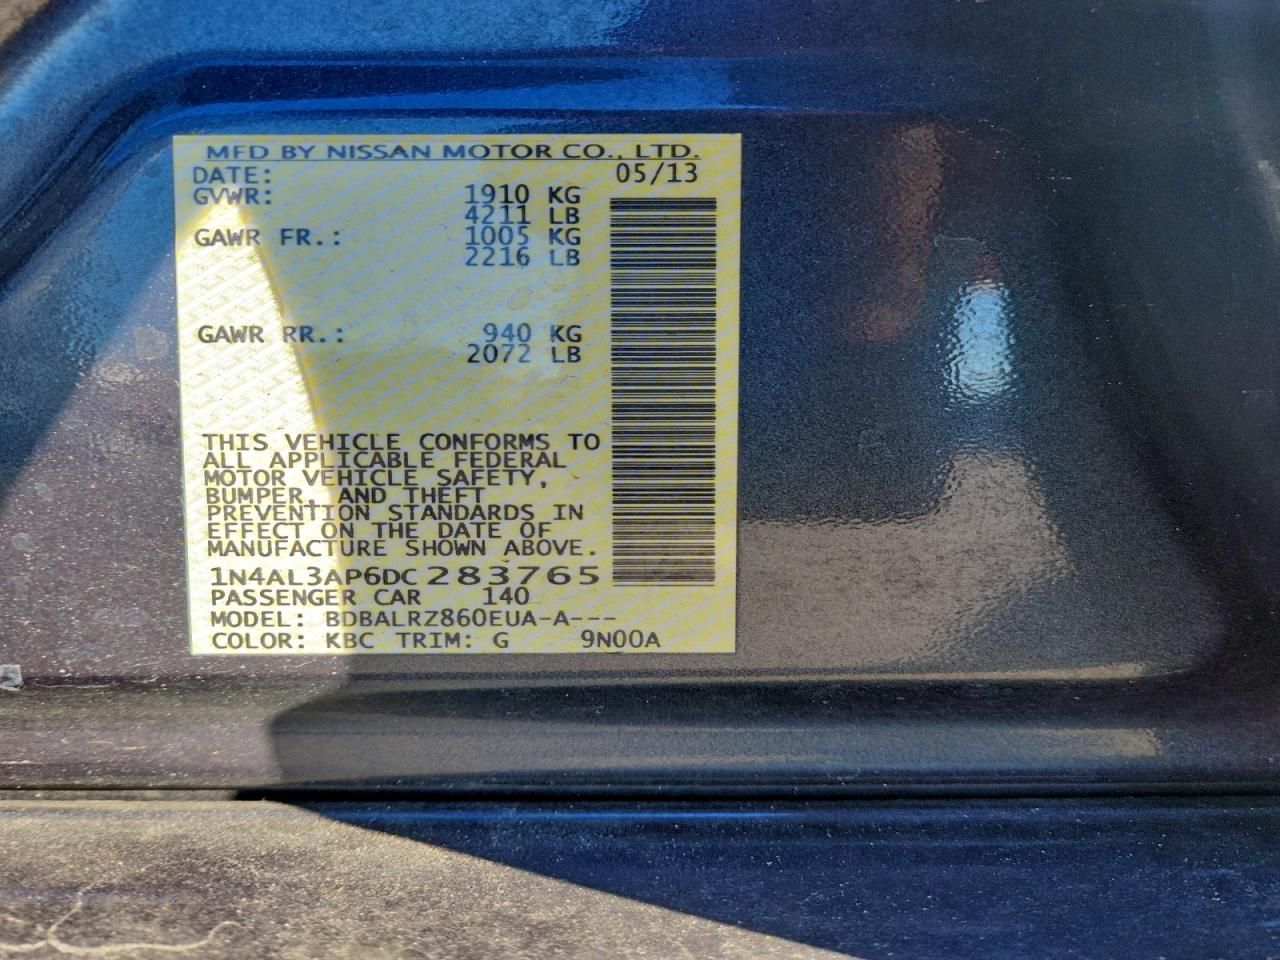 MFD BY NISSAN MOTOR CO., LTD.
DATE: 05/13
GVWR: 1910 KG
4211 LB
GAWR FR.: 1005 KG
2216 LB
GAWR RR.: 940 KG
2072 LB
THIS VEHICLE CONFORMS TO
ALL APPLICABLE FEDERAL
MOTOR VEHICLE SAFETY,
BUMPER, AND THEFT
PREVENTION STANDARDS IN
EFFECT ON THE DATE OF
MANUFACTURE SHOWN ABOVE.
1N4AL3AP6DC283765
PASSENGER CAR 140
MODEL: BDBALRZ860EUA-A---
COLOR: KBC TRIM: G 9N00A